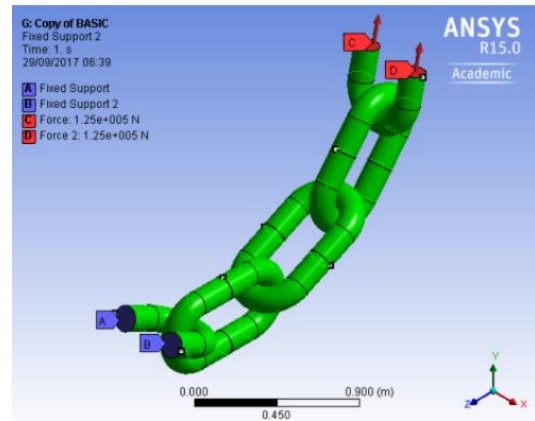 G: Copy of BASIC
Fixed Support 2
Time: 1. s
29/09/2017 06:39
A Fixed Support
B Fixed Support 2
C Force: 1.25e+005 N
D Force 2: 1.25e+005 N
ANSYS
R15.0
Academic
C
D
A
B
0.000 0.900 (m)
0.450
Y
Z X